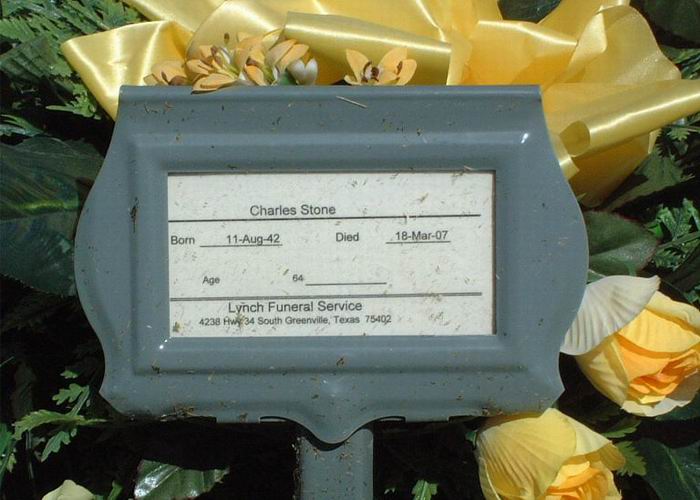 Charles Stone
Born 11-Aug-42 Died 18-Mar-07
Age 64
Lynch Funeral Service
4238 Hwy 34 South Greenville, Texas 75402